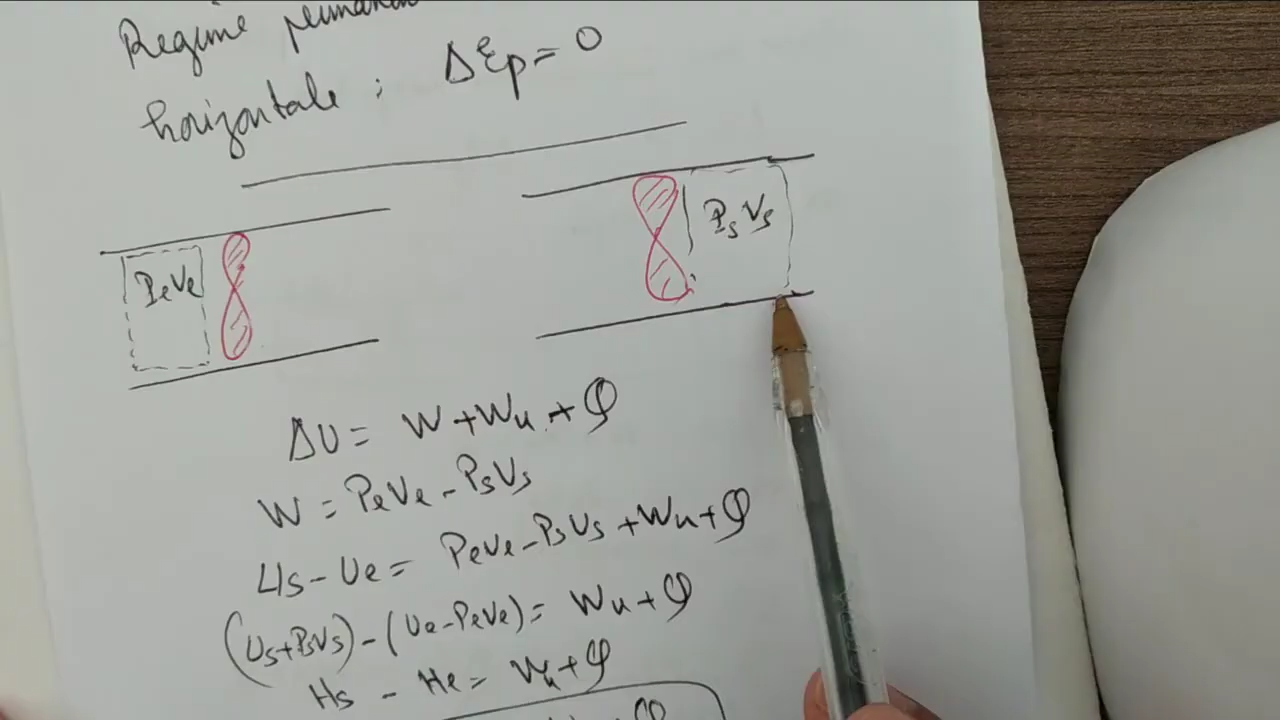 Regime
horizontale : ΔEp = 0
PeVe
PsVs
ΔU = W + Wu + Q
W = PeVe - PsVs
Us - Ue = PeVe - PsVs + Wu + Q
(Us + PsVs) - (Ue - PeVe) = Wu + Q
Hs - He = Wu + Q